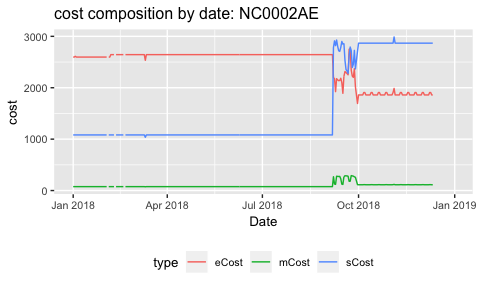 cost composition by date: NC0002AE
3000
2000
1000
0
cost
Jan 2018 Apr 2018 Jul 2018 Oct 2018 Jan 2019
Date
type eCost mCost sCost